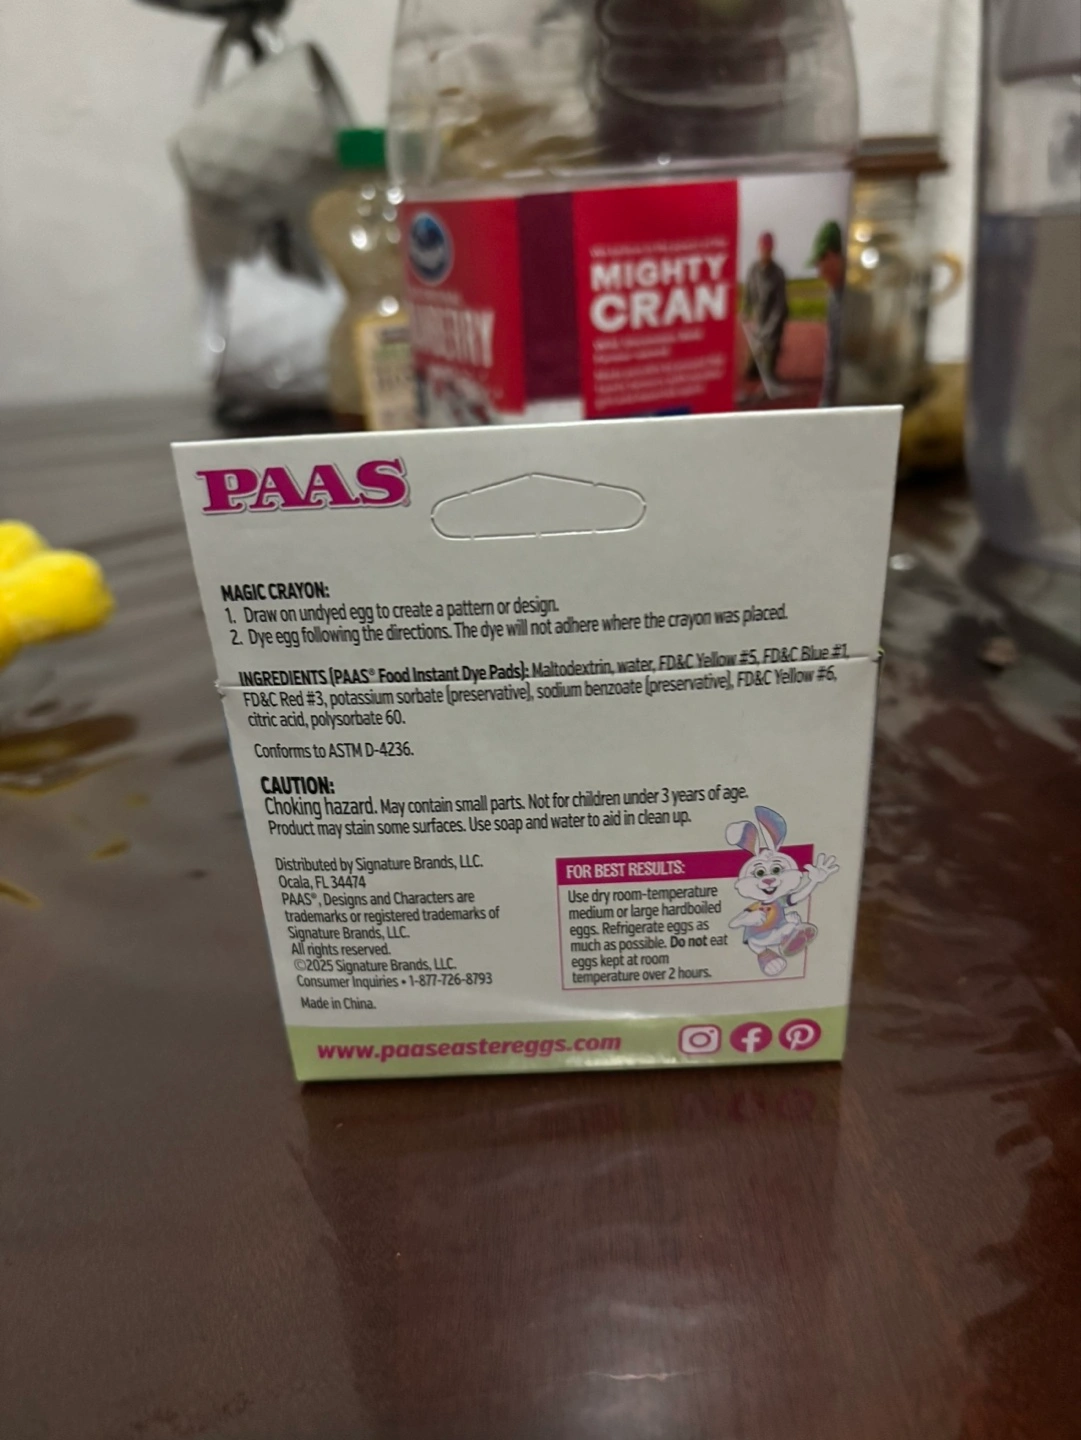 MIGHTY
CRAN
PAAS
MAGIC CRAYON:
1. Draw on undyed egg to create a pattern or design.
2. Dye egg following the directions. The dye will not adhere where the crayon was placed.
INGREDIENTS (PAAS® Food Instant Dye Pads): Maltodextrin, water, FD&C Yellow #5, FD&C Blue #1,
FD&C Red #3, potassium sorbate (preservative), sodium benzoate (preservative), FD&C Yellow #6,
citric acid, polysorbate 60.
Conforms to ASTM D-4236.
CAUTION:
Choking hazard. May contain small parts. Not for children under 3 years of age.
Product may stain some surfaces. Use soap and water to aid in clean up.
Distributed by Signature Brands, LLC.
Ocala, FL 34474
PAAS®, Designs and Characters are
trademarks or registered trademarks of
Signature Brands, LLC.
All rights reserved.
©2025 Signature Brands, LLC.
Consumer Inquiries • 1-877-726-8793
Made in China.
FOR BEST RESULTS:
Use dry room-temperature
medium or large hardboiled
eggs. Refrigerate eggs as
much as possible. Do not eat
eggs kept at room
temperature over 2 hours.
www.paaseastereggs.com